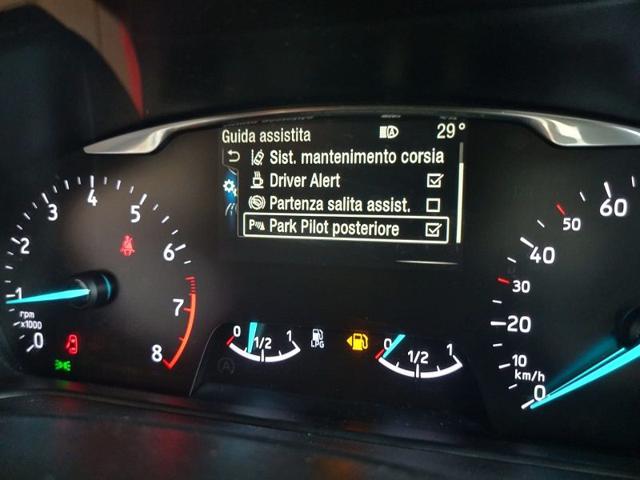 Guida assistita 29°
Sist. mantenimento corsia
Driver Alert
Partenza salita assist.
Park Pilot posteriore
P
0 1 2 3 4 5 6 7 8
rpm
x1000
0 1/2 1
LPG
A
0 1/2 1
0 10 20 30 40 50 60
km/h